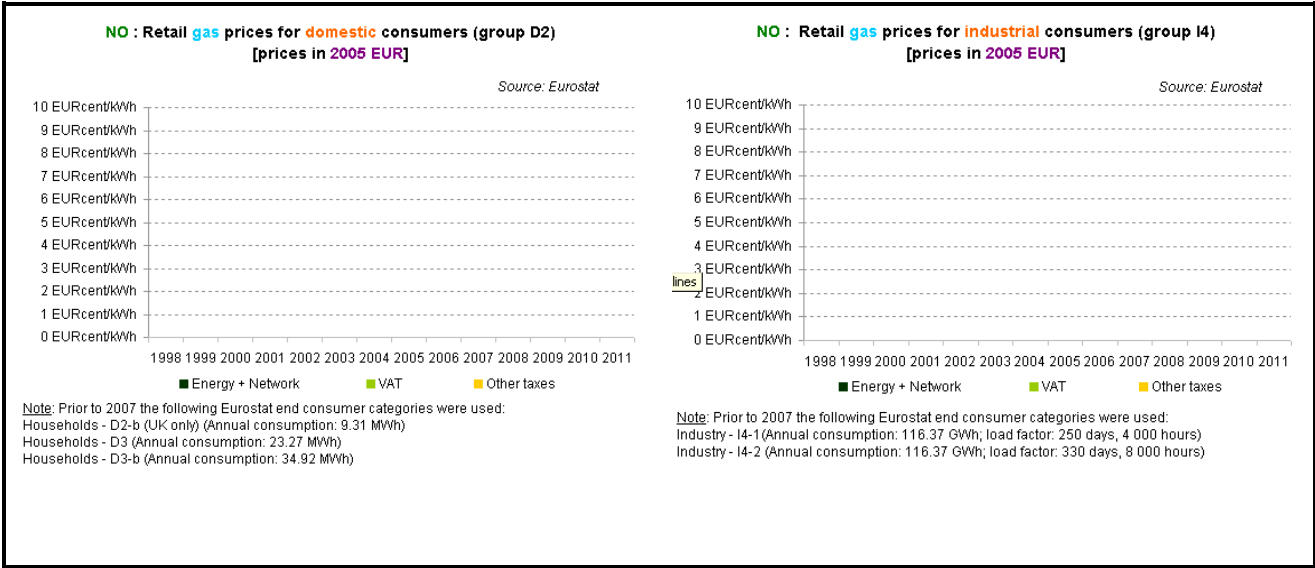 NO : Retail gas prices for domestic consumers (group D2)
[prices in 2005 EUR]
Source: Eurostat
10 EURcent/kWh
9 EURcent/kWh
8 EURcent/kWh
7 EURcent/kWh
6 EURcent/kWh
5 EURcent/kWh
4 EURcent/kWh
3 EURcent/kWh
2 EURcent/kWh
1 EURcent/kWh
0 EURcent/kWh
1998 1999 2000 2001 2002 2003 2004 2005 2006 2007 2008 2009 2010 2011
Energy + Network VAT Other taxes
Note: Prior to 2007 the following Eurostat end consumer categories were used:
Households - D2-b (UK only) (Annual consumption: 9.31 MWh)
Households - D3 (Annual consumption: 23.27 MWh)
Households - D3-b (Annual consumption: 34.92 MWh)
NO : Retail gas prices for industrial consumers (group I4)
[prices in 2005 EUR]
Source: Eurostat
10 EURcent/kWh
9 EURcent/kWh
8 EURcent/kWh
7 EURcent/kWh
6 EURcent/kWh
5 EURcent/kWh
4 EURcent/kWh
3 EURcent/kWh
lines
2 EURcent/kWh
1 EURcent/kWh
0 EURcent/kWh
1998 1999 2000 2001 2002 2003 2004 2005 2006 2007 2008 2009 2010 2011
Energy + Network VAT Other taxes
Note: Prior to 2007 the following Eurostat end consumer categories were used:
Industry - I4-1(Annual consumption: 116.37 GWh; load factor: 250 days, 4 000 hours)
Industry - I4-2 (Annual consumption: 116.37 GWh; load factor: 330 days, 8 000 hours)